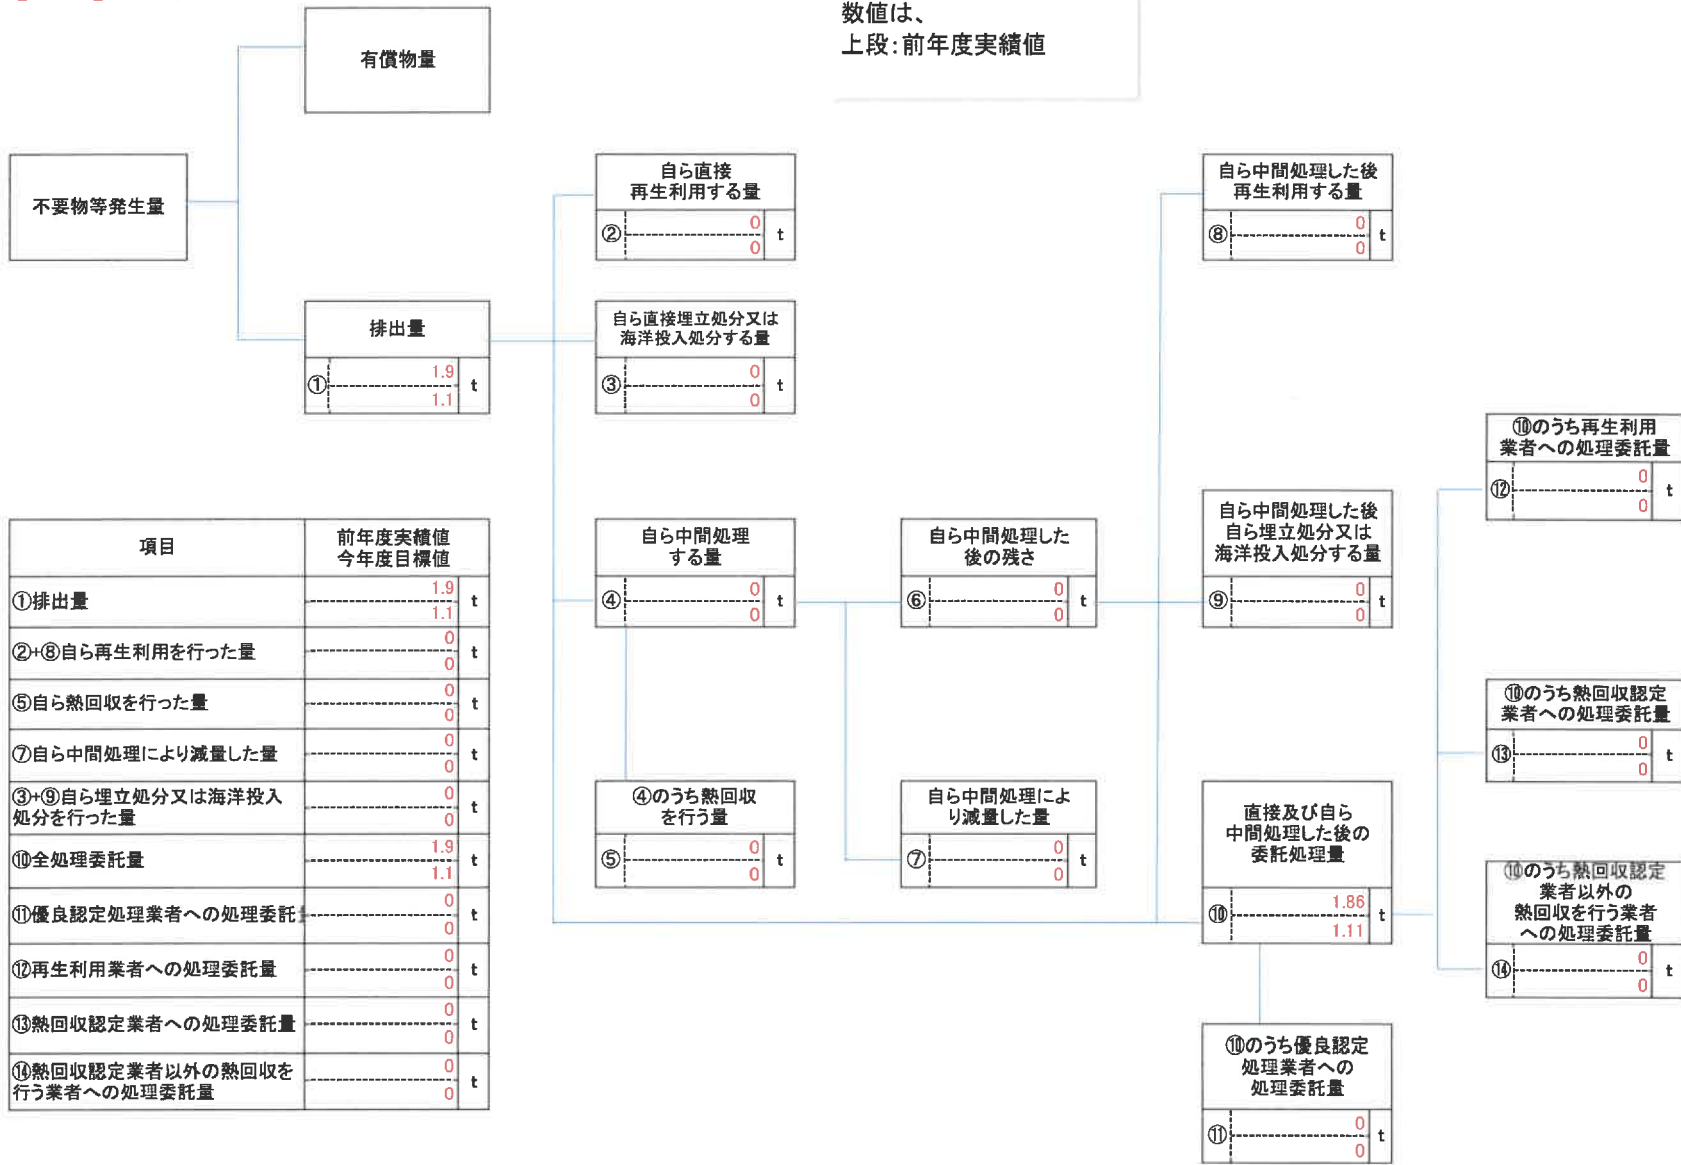 数値は、
上段：前年度実績値
有償物量
不要物等発生量
排出量
①
1.9
1.1
t
自ら直接
再生利用する量
②
0
0
t
自ら直接埋立処分又は
海洋投入処分する量
③
0
0
t
自ら中間処理
する量
④
0
0
t
④のうち熱回収
を行う量
⑤
0
0
t
自ら中間処理した
後の残さ
⑥
0
0
t
自ら中間処理によ
り減量した量
⑦
0
0
t
自ら中間処理した後
再生利用する量
⑧
0
0
t
自ら中間処理した後
自ら埋立処分又は
海洋投入処分する量
⑨
0
0
t
直接及び自ら
中間処理した後の
委託処理量
⑩
1.86
1.11
t
⑩のうち優良認定
処理業者への
処理委託量
⑪
0
0
t
⑩のうち再生利用
業者への処理委託量
⑫
0
0
t
⑩のうち熱回収認定
業者への処理委託量
⑬
0
0
t
⑩のうち熱回収認定
業者以外の
熱回収を行う業者
への処理委託量
⑭
0
0
t
項目
前年度実績値
今年度目標値
①排出量
1.9
1.1
t
②+⑧自ら再生利用を行った量
0
0
t
⑤自ら熱回収を行った量
0
0
t
⑦自ら中間処理により減量した量
0
0
t
③+⑨自ら埋立処分又は海洋投入
処分を行った量
0
0
t
⑩全処理委託量
1.9
1.1
t
⑪優良認定処理業者への処理委託
0
0
t
⑫再生利用業者への処理委託量
0
0
t
⑬熱回収認定業者への処理委託量
0
0
t
⑭熱回収認定業者以外の熱回収を
行う業者への処理委託量
0
0
t